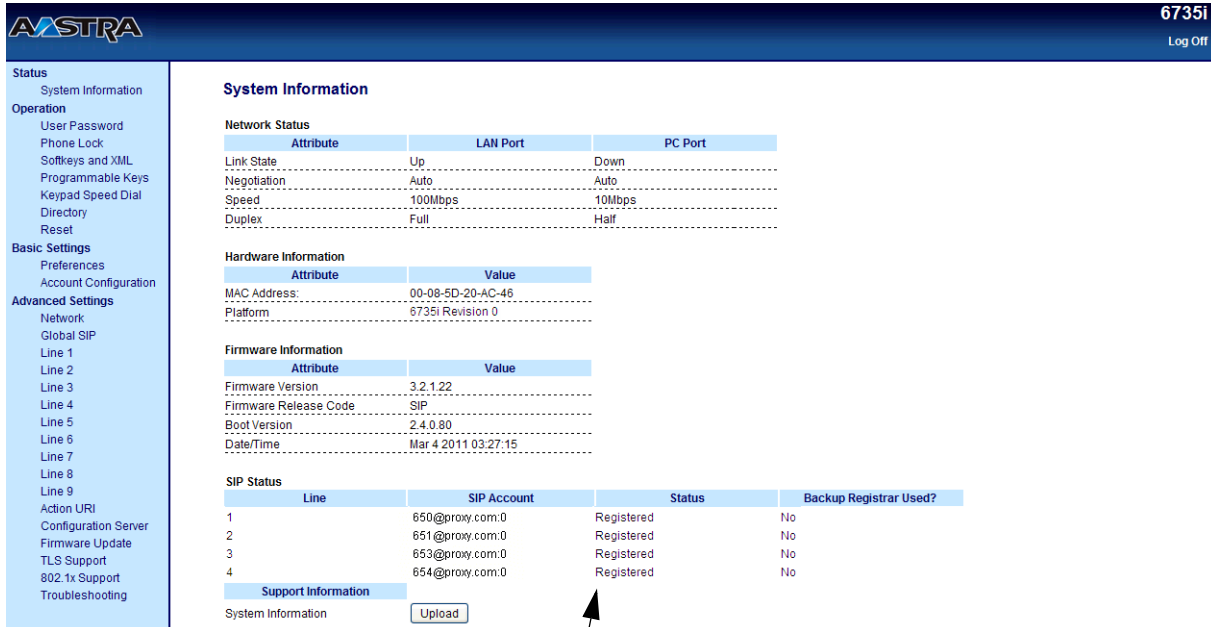 AASTRA
6735i
Log Off
Status
System Information
Operation
User Password
Phone Lock
Softkeys and XML
Programmable Keys
Keypad Speed Dial
Directory
Reset
Basic Settings
Preferences
Account Configuration
Advanced Settings
Network
Global SIP
Line 1
Line 2
Line 3
Line 4
Line 5
Line 6
Line 7
Line 8
Line 9
Action URI
Configuration Server
Firmware Update
TLS Support
802.1x Support
Troubleshooting
System Information
Network Status
Attribute LAN Port PC Port
Link State Up Down
Negotiation Auto Auto
Speed 100Mbps 10Mbps
Duplex Full Half
Hardware Information
Attribute Value
MAC Address: 00-08-5D-20-AC-46
Platform 6735i Revision 0
Firmware Information
Attribute Value
Firmware Version 3.2.1.22
Firmware Release Code SIP
Boot Version 2.4.0.80
Date/Time Mar 4 2011 03:27:15
SIP Status
Line SIP Account Status Backup Registrar Used?
1 650@proxy.com:0 Registered No
2 651@proxy.com:0 Registered No
3 653@proxy.com:0 Registered No
4 654@proxy.com:0 Registered No
Support Information
System Information Upload